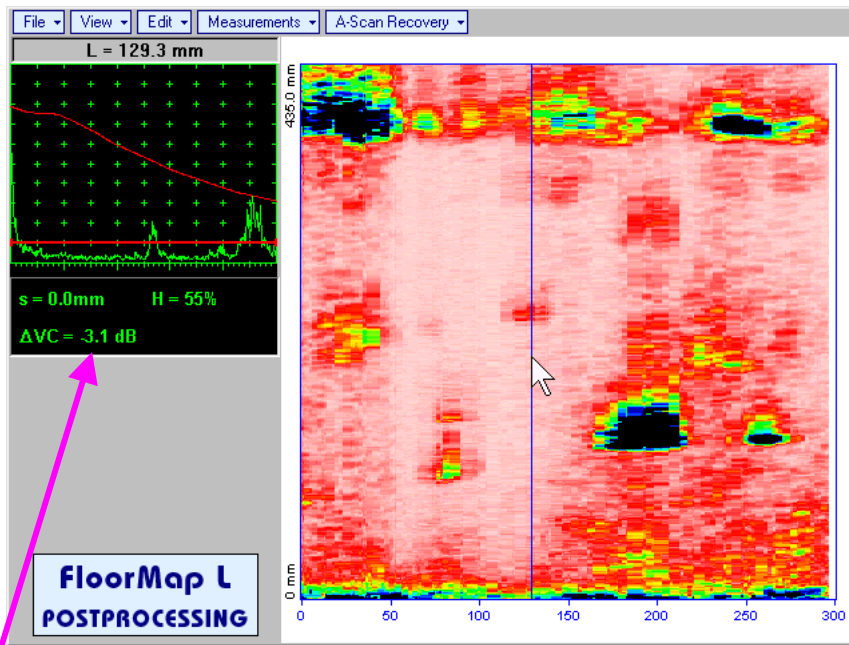 File View Edit Measurements A-Scan Recovery
L = 129.3 mm
s = 0.0mm H = 55%
ΔVC = -3.1 dB
FloorMap L
POSTPROCESSING
435.0 mm
0 mm
0 50 100 150 200 250 300